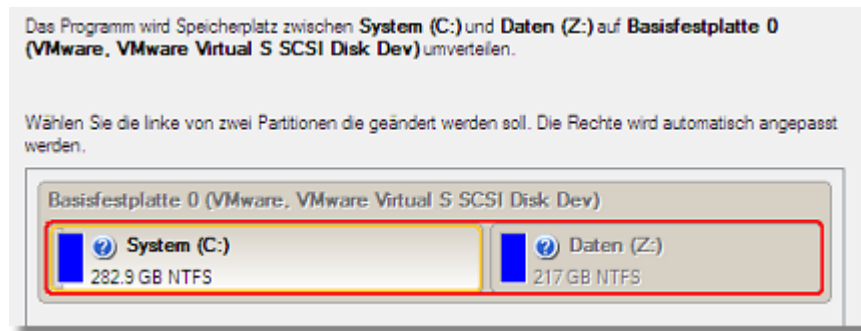 Das Programm wird Speicherplatz zwischen System (C:) und Daten (Z:) auf Basisfestplatte 0
(VMware, VMware Virtual S SCSI Disk Dev) umverteilen.
Wählen Sie die linke von zwei Partitionen die geändert werden soll. Die Rechte wird automatisch angepasst
werden.
Basisfestplatte 0 (VMware, VMware Virtual S SCSI Disk Dev)
System (C:)
282.9 GB NTFS
Daten (Z:)
217 GB NTFS